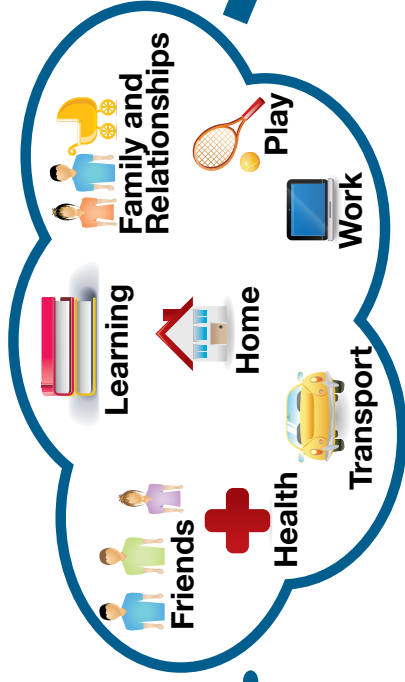 Friends
Learning
Family and
Relationships
Health
Home
Play
Transport
Work